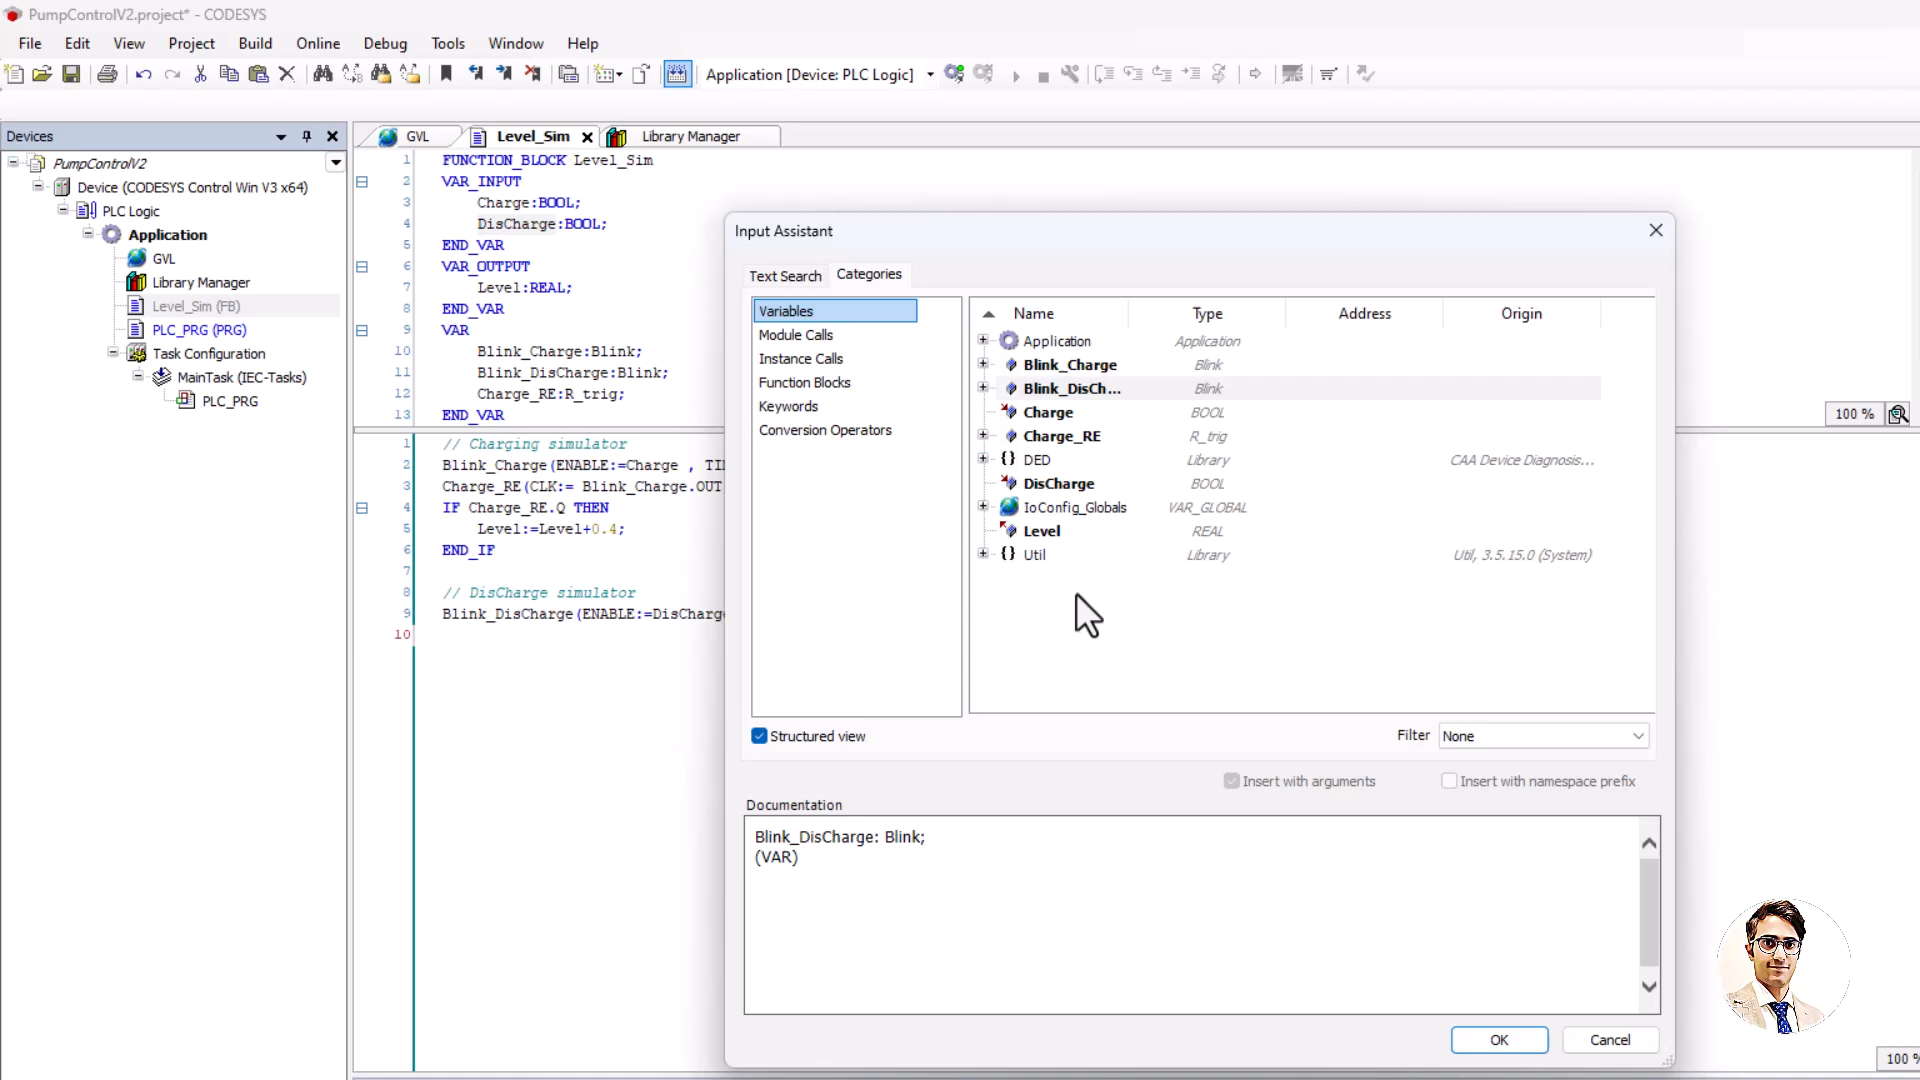 PumpControlV2.project* - CODESYS
File Edit View Project Build Online Debug Tools Window Help
Application [Device: PLC Logic]
Devices
PumpControlV2
Device (CODESYS Control Win V3 x64)
PLC Logic
Application
GVL
Library Manager
Level_Sim (FB)
PLC_PRG (PRG)
Task Configuration
MainTask (IEC-Tasks)
PLC_PRG
GVL Level_Sim Library Manager
1 FUNCTION_BLOCK Level_Sim
2 VAR_INPUT
3 Charge:BOOL;
4 DisCharge:BOOL;
5 END_VAR
6 VAR_OUTPUT
7 Level:REAL;
8 END_VAR
9 VAR
10 Blink_Charge:Blink;
11 Blink_DisCharge:Blink;
12 Charge_RE:R_trig;
13 END_VAR
100 %
1 // Charging simulator
2 Blink_Charge(ENABLE:=Charge , TI
3 Charge_RE(CLK:= Blink_Charge.OUT
4 IF Charge_RE.Q THEN
5 Level:=Level+0.4;
6 END_IF
7
8 // DisCharge simulator
9 Blink_DisCharge(ENABLE:=DisCharg
10
100 %
Input Assistant
Text Search Categories
Variables
Module Calls
Instance Calls
Function Blocks
Keywords
Conversion Operators
Name Type Address Origin
Application Application
Blink_Charge Blink
Blink_DisCh... Blink
Charge BOOL
Charge_RE R_trig
DED Library CAA Device Diagnosis...
DisCharge BOOL
IoConfig_Globals VAR_GLOBAL
Level REAL
Util Library Util, 3.5.15.0 (System)
Structured view
Filter None
Insert with arguments Insert with namespace prefix
Documentation
Blink_DisCharge: Blink;
(VAR)
OK Cancel